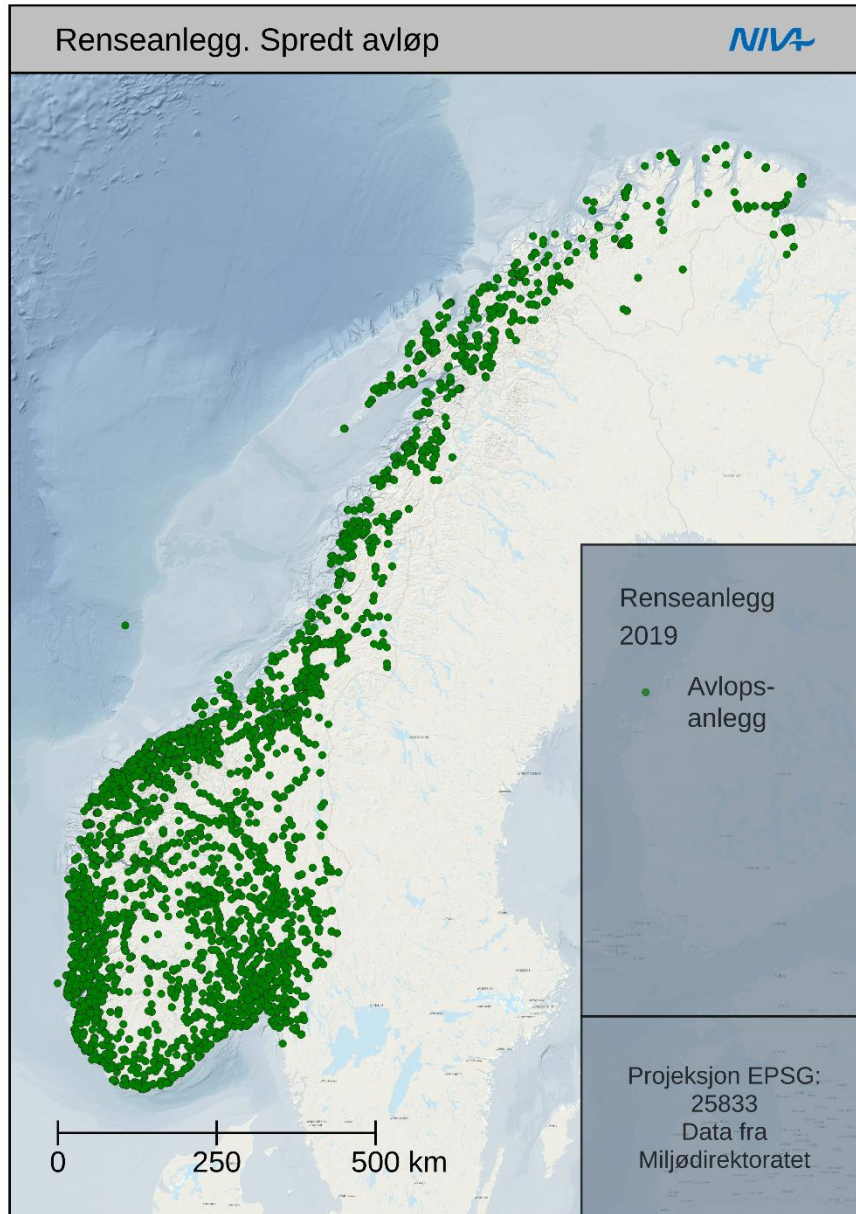 Renseanlegg. Spredt avløp
NIVA
Renseanlegg
2019
Avlops-
anlegg
Projeksjon EPSG:
25833
Data fra
Miljødirektoratet
0 250 500 km